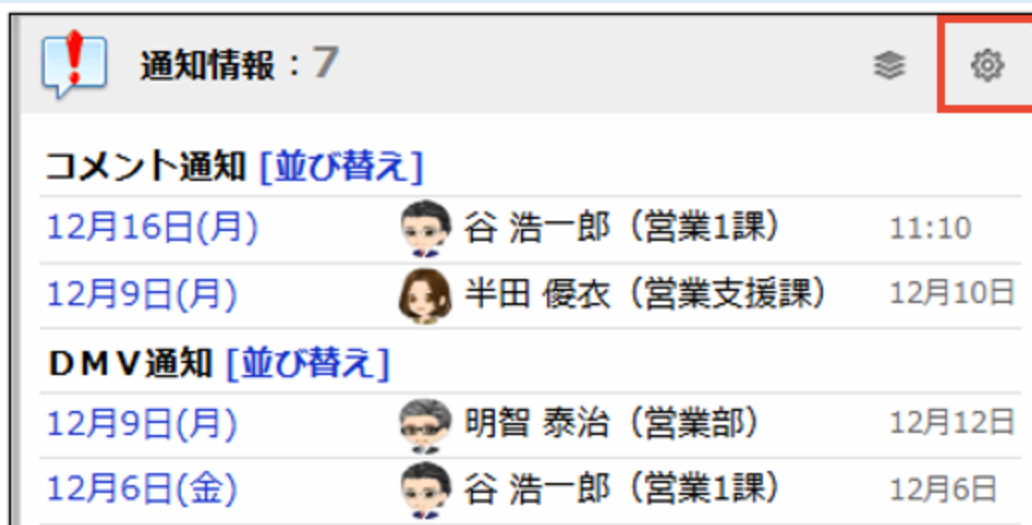 通知情報：7
コメント通知 [並び替え]
12月16日(月) 谷 浩一郎（営業1課） 11:10
12月9日(月) 半田 優衣（営業支援課） 12月10日
ＤＭＶ通知 [並び替え]
12月9日(月) 明智 泰治（営業部） 12月12日
12月6日(金) 谷 浩一郎（営業1課） 12月6日